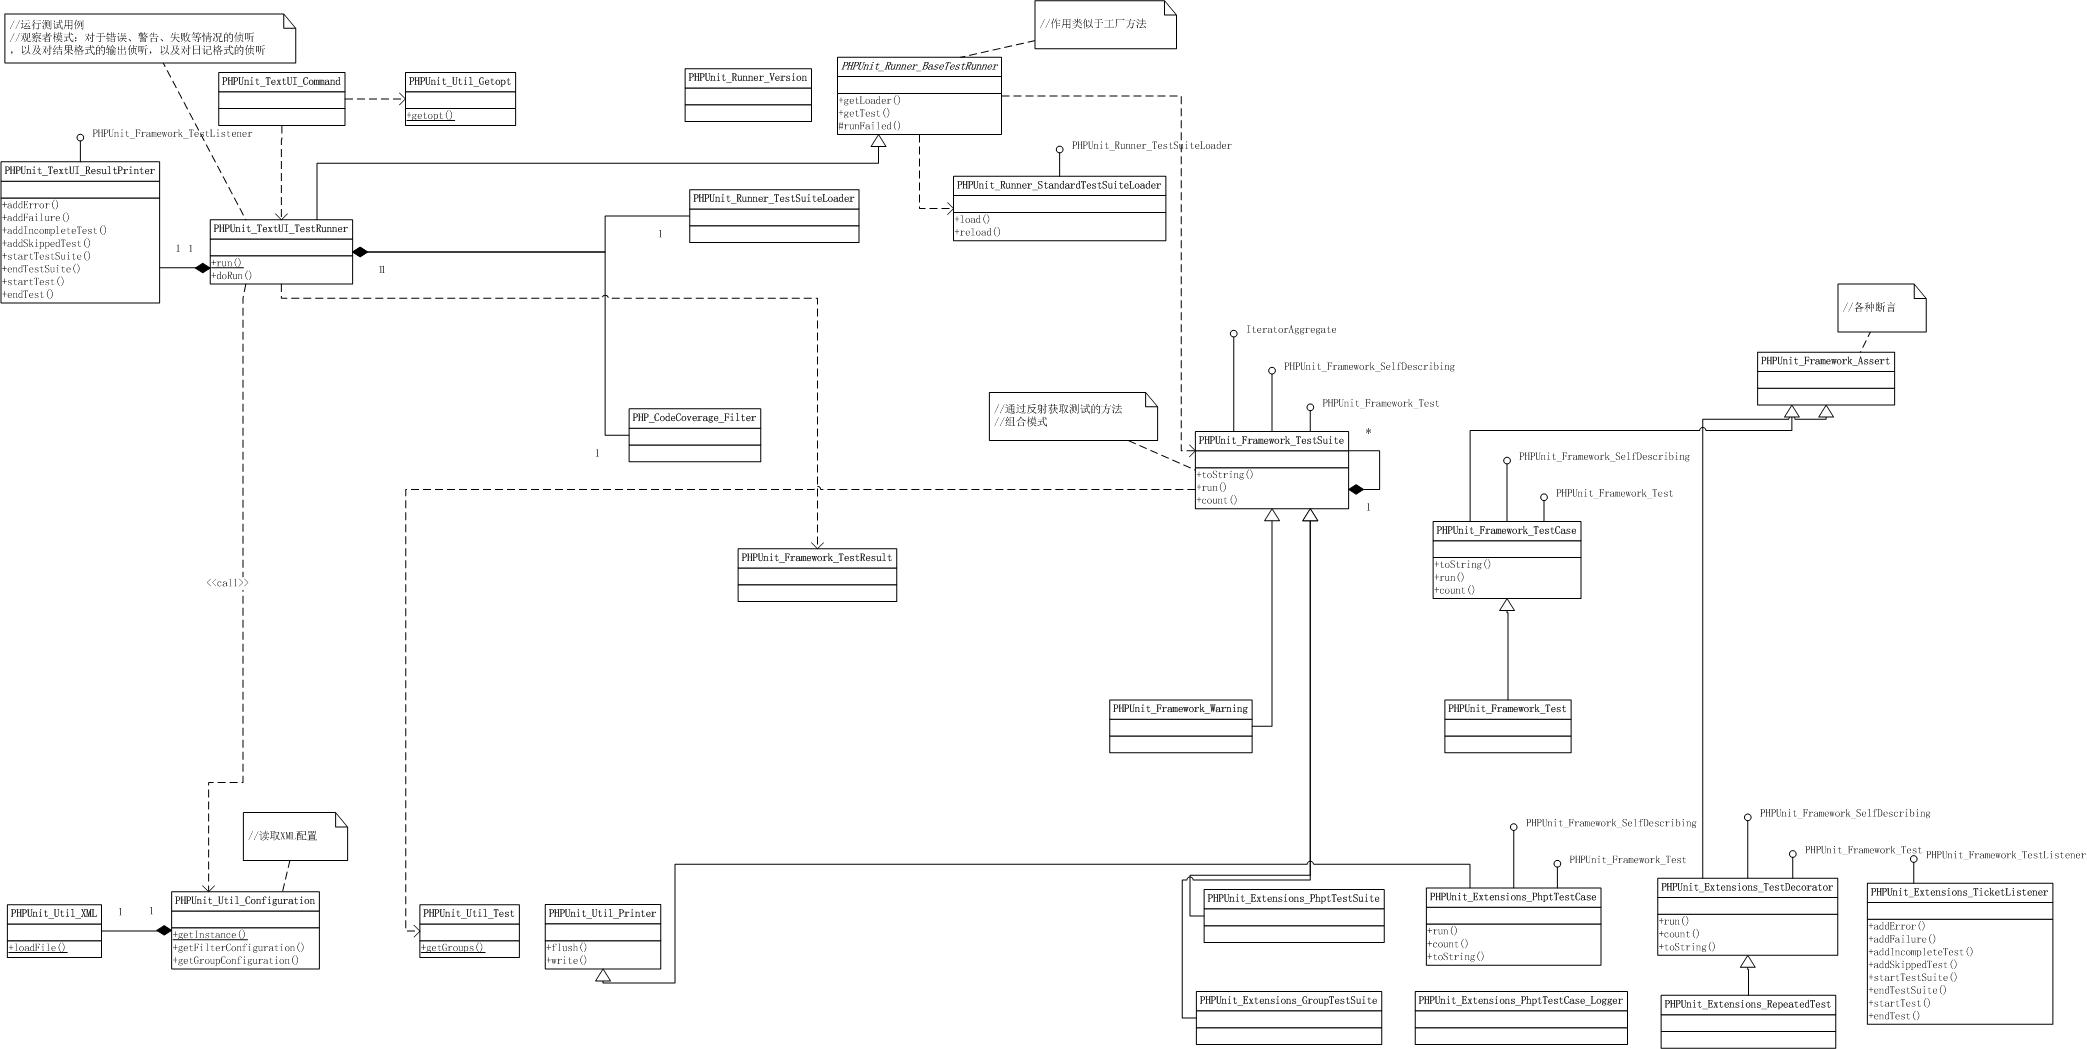 //运行测试用例
//观察者模式：对于错误、警告、失败等情况的侦听
，以及对结果格式的输出侦听，以及对日记格式的侦听
//作用类似于工厂方法
PHPUnit_TextUI_Command
PHPUnit_Util_Getopt
+getopt()
PHPUnit_Runner_Version
PHPUnit_Runner_BaseTestRunner
+getLoader()
+getTest()
#runFailed()
PHPUnit_Framework_TestListener
PHPUnit_TextUI_ResultPrinter
+addError()
+addFailure()
+addIncompleteTest()
+addSkippedTest()
+startTestSuite()
+endTestSuite()
+startTest()
+endTest()
1
1
PHPUnit_TextUI_TestRunner
+run()
+doRun()
11
PHPUnit_Runner_TestSuiteLoader
1
PHPUnit_Runner_TestSuiteLoader
PHPUnit_Runner_StandardTestSuiteLoader
+load()
+reload()
//各种断言
PHPUnit_Framework_Assert
IteratorAggregate
PHPUnit_Framework_SelfDescribing
PHPUnit_Framework_Test
//通过反射获取测试的方法
//组合模式
PHPUnit_Framework_TestSuite
+toString()
+run()
+count()
*
1
PHP_CodeCoverage_Filter
1
PHPUnit_Framework_SelfDescribing
PHPUnit_Framework_Test
PHPUnit_Framework_TestCase
+toString()
+run()
+count()
PHPUnit_Framework_TestResult
<<call>>
PHPUnit_Framework_Warning
PHPUnit_Framework_Test
//读取XML配置
PHPUnit_Util_XML
+loadFile()
1
1
PHPUnit_Util_Configuration
+getInstance()
+getFilterConfiguration()
+getGroupConfiguration()
PHPUnit_Util_Test
+getGroups()
PHPUnit_Util_Printer
+flush()
+write()
PHPUnit_Extensions_PhptTestSuite
PHPUnit_Extensions_GroupTestSuite
PHPUnit_Framework_SelfDescribing
PHPUnit_Framework_Test
PHPUnit_Extensions_PhptTestCase
+run()
+count()
+toString()
PHPUnit_Extensions_PhptTestCase_Logger
PHPUnit_Framework_SelfDescribing
PHPUnit_Framework_Test
PHPUnit_Extensions_TestDecorator
+run()
+count()
+toString()
PHPUnit_Extensions_RepeatedTest
PHPUnit_Framework_TestListener
PHPUnit_Extensions_TicketListener
+addError()
+addFailure()
+addIncompleteTest()
+addSkippedTest()
+startTestSuite()
+endTestSuite()
+startTest()
+endTest()